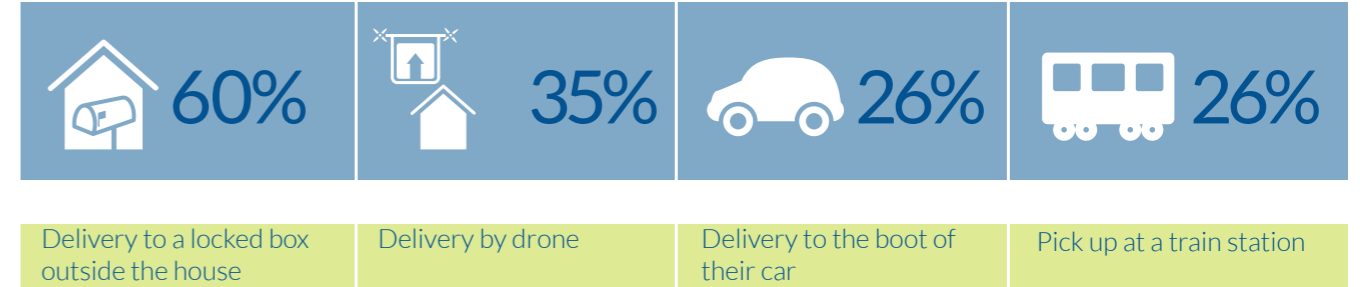 60%
35%
26%
26%
Delivery to a locked box
outside the house
Delivery by drone
Delivery to the boot of
their car
Pick up at a train station